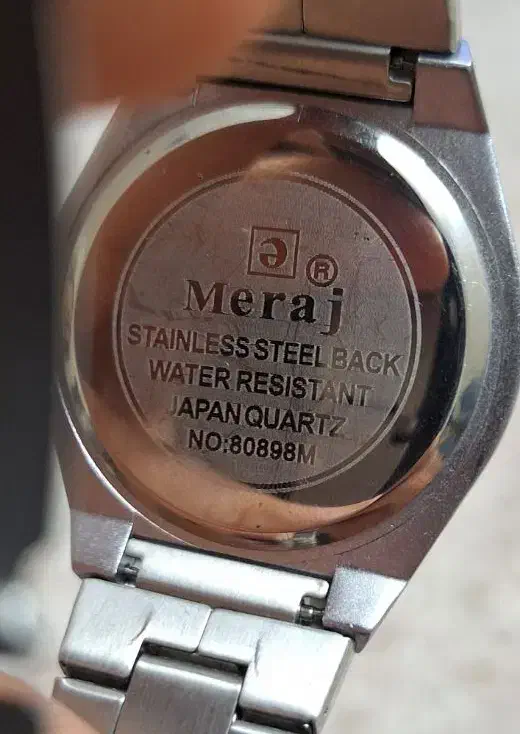 ə ®
Meraj
STAINLESS STEEL BACK
WATER RESISTANT
JAPAN QUARTZ
NO:80898M